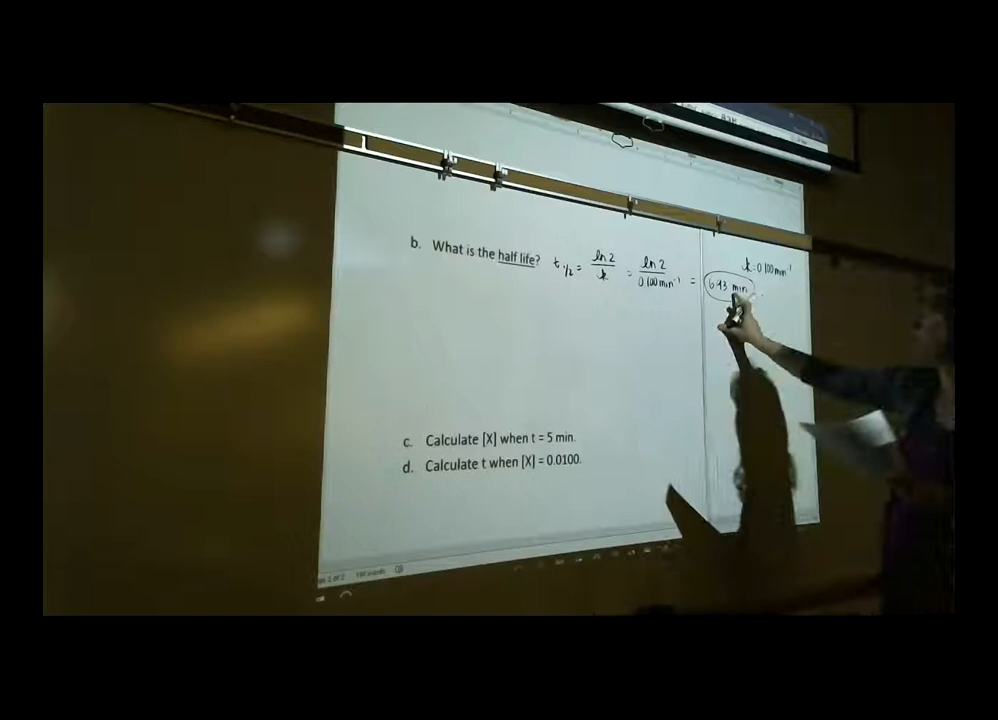 b. What is the half life? t 1/2 = ln 2 / k = ln 2 / 0.100 min⁻¹ = 6.93 min
k = 0.100 min⁻¹
c. Calculate [X] when t = 5 min.
d. Calculate t when [X] = 0.0100.